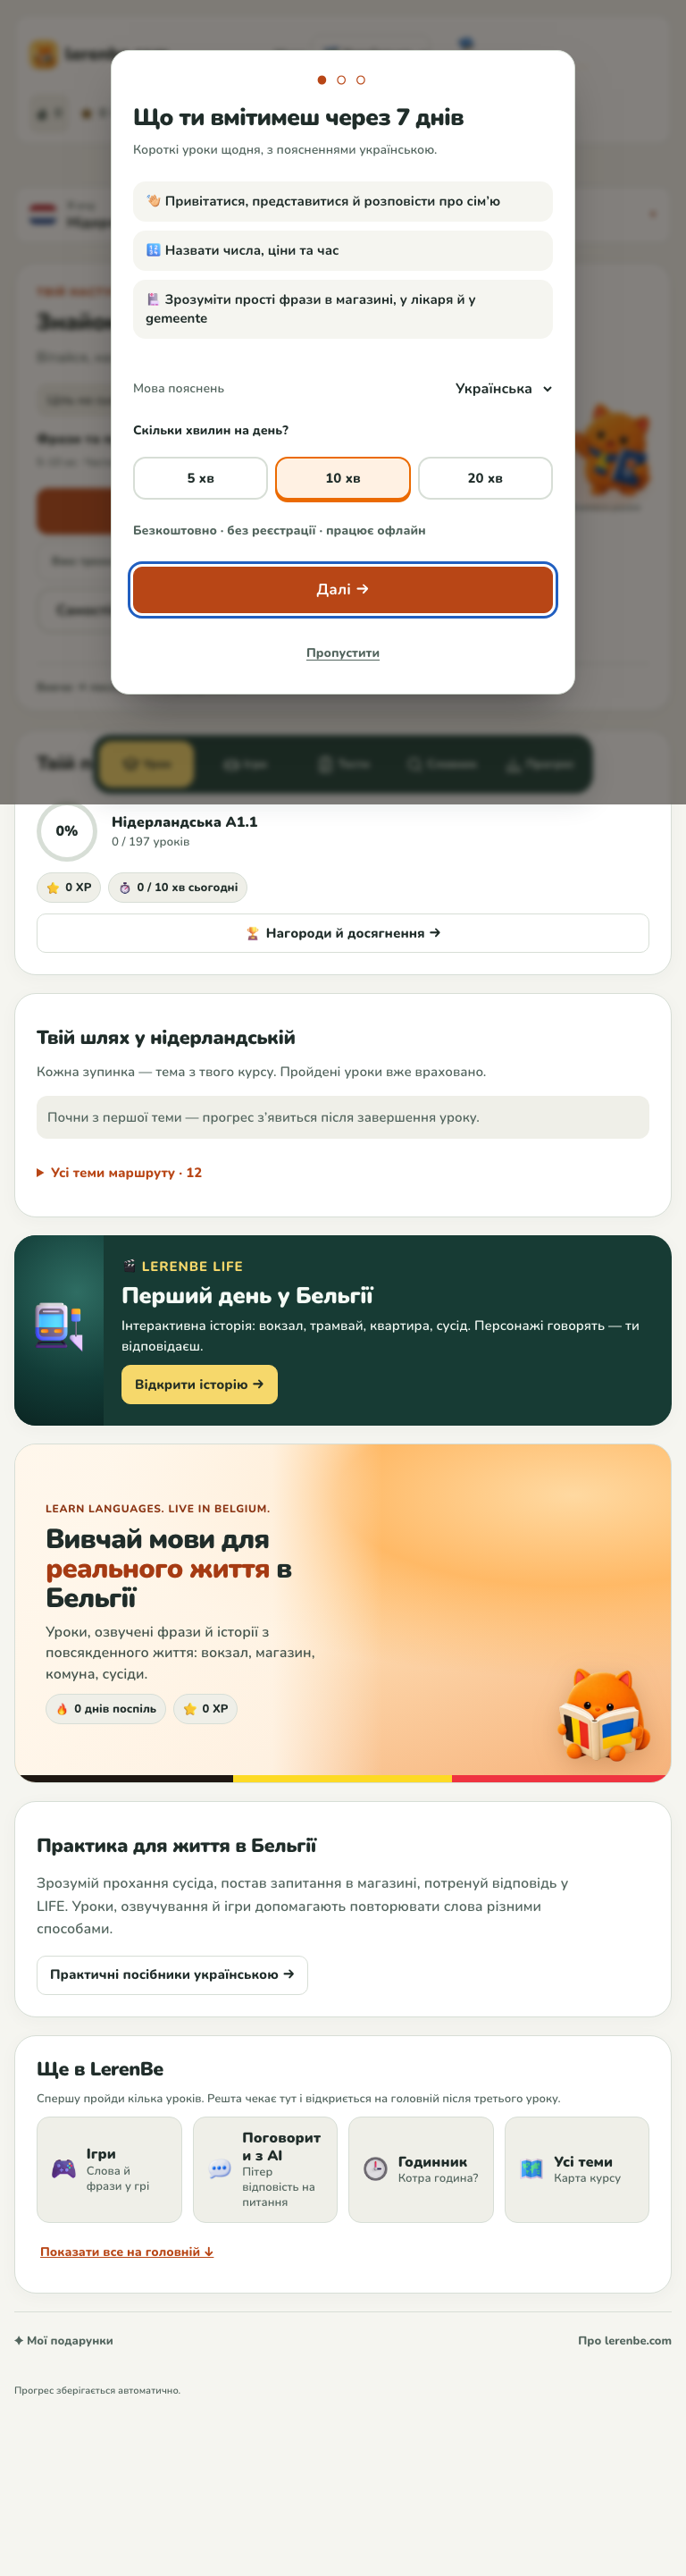 Що ти вмітимеш через 7 днів
Короткі уроки щодня, з поясненнями українською.
👋 Привітатися, представитися й розповісти про сім’ю
🔢 Назвати числа, ціни та час
Зрозуміти прості фрази в магазині, у лікаря й у
gemeente
Мова пояснень
Українська
Скільки хвилин на день?
5 хв
10 хв
20 хв
Безкоштовно · без реєстрації · працює офлайн
Далі →
Пропустити
0%
Нідерландська A1.1
0 / 197 уроків
⭐ 0 XP
⏱ 0 / 10 хв сьогодні
🏆 Нагороди й досягнення →
Твій шлях у нідерландській
Кожна зупинка — тема з твого курсу. Пройдені уроки вже враховано.
Почни з першої теми — прогрес з’явиться після завершення уроку.
▶ Усі теми маршруту · 12
🎬 LERENBE LIFE
Перший день у Бельгії
Інтерактивна історія: вокзал, трамвай, квартира, сусід. Персонажі говорять — ти
відповідаєш.
Відкрити історію →
LEARN LANGUAGES. LIVE IN BELGIUM.
Вивчай мови для
реального життя в
Бельгії
Уроки, озвучені фрази й історії з
повсякденного життя: вокзал, магазин,
комуна, сусіди.
🔥 0 днів поспіль
⭐ 0 XP
Практика для життя в Бельгії
Зрозумій прохання сусіда, постав запитання в магазині, потренуй відповідь у
LIFE. Уроки, озвучування й ігри допомагають повторювати слова різними
способами.
Практичні посібники українською →
Ще в LerenBe
Спершу пройди кілька уроків. Решта чекає тут і відкриється на головній після третього уроку.
Ігри
Слова й
фрази у грі
Поговорит
и з AI
Пітер
відповість на
питання
Годинник
Котра година?
Усі теми
Карта курсу
Показати все на головній ↓
✦ Мої подарунки
Про lerenbe.com
Прогрес зберігається автоматично.